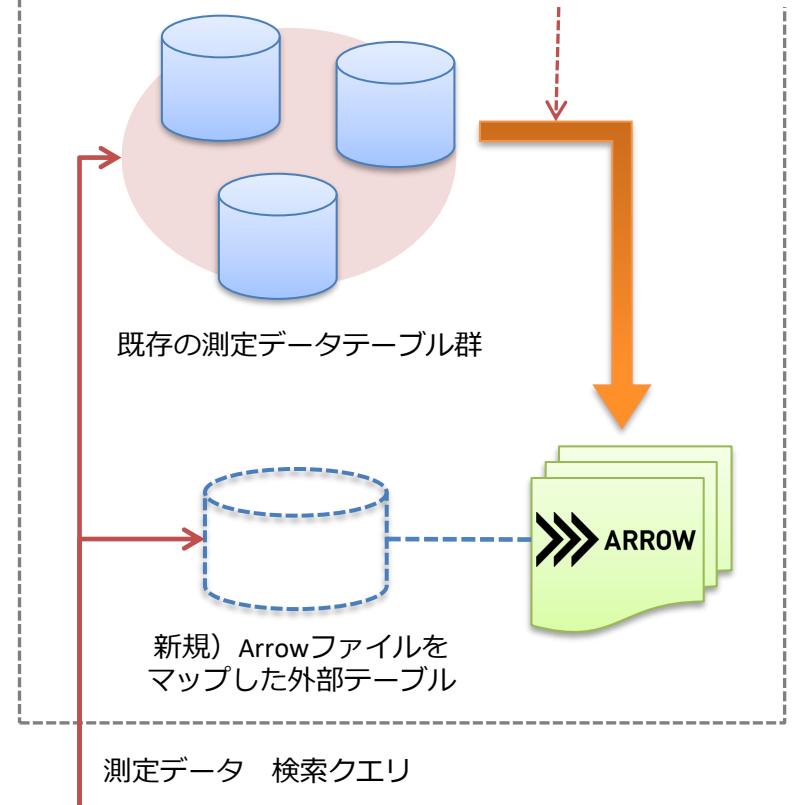 既存の測定データテーブル群
ARROW
新規）Arrowファイルを
マップした外部テーブル
測定データ　検索クエリ